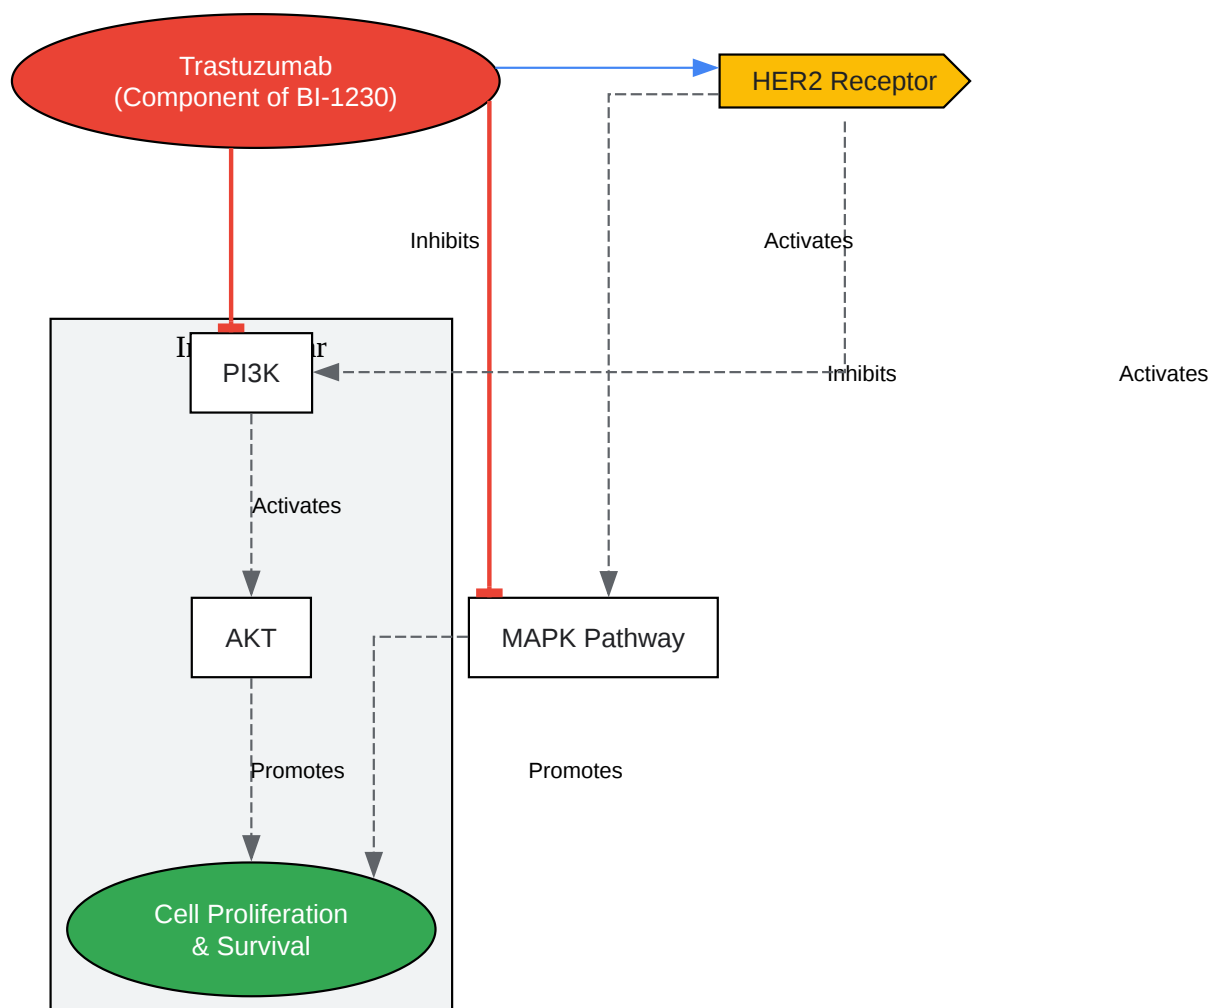 Trastuzumab
(Component of BI-1230)
HER2 Receptor
Inhibits
Activates
PI3K
Inhibits
Activates
Activates
AKT
MAPK Pathway
Promotes
Promotes
Cell Proliferation
& Survival